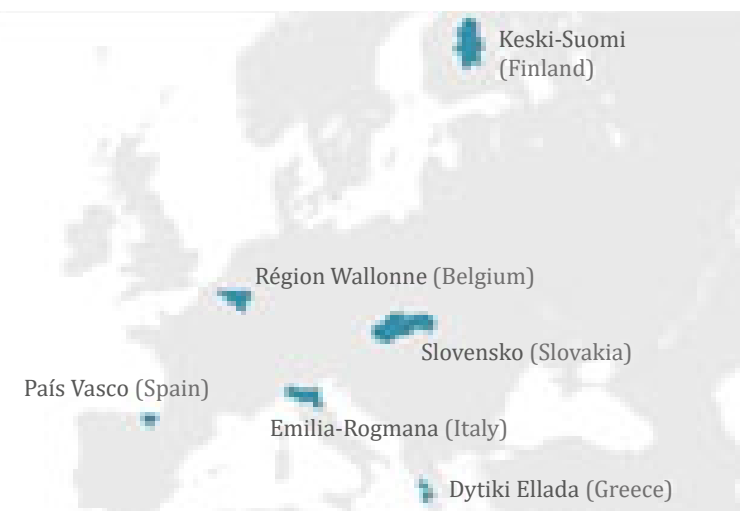 Keski-Suomi
(Finland)
Région Wallonne (Belgium)
Slovensko (Slovakia)
País Vasco (Spain)
Emilia-Rogmana (Italy)
Dytiki Ellada (Greece)